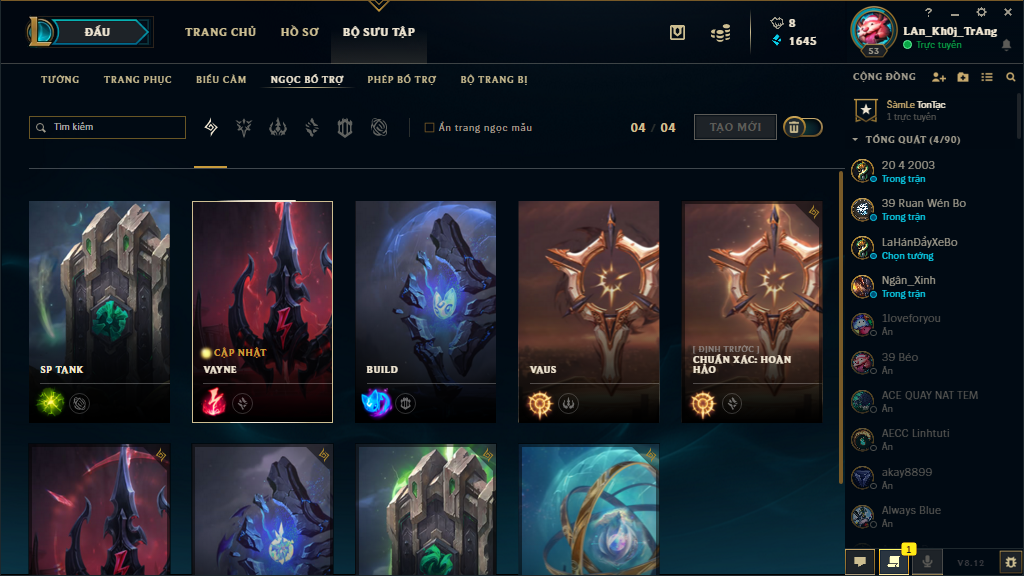 ĐẤU
TRANG CHỦ
HỒ SƠ
BỘ SƯU TẬP
8
1645
53
?
LAn_Kh0j_TrAng
Trực tuyến
TƯỚNG
TRANG PHỤC
BIỂU CẢM
NGỌC BỔ TRỢ
PHÉP BỔ TRỢ
BỘ TRANG BỊ
CỘNG ĐỒNG
Tìm kiếm
Ẩn trang ngọc mẫu
04 / 04
TẠO MỚI
SàmLe TonTạc
1 trực tuyến
TỔNG QUÁT (4/90)
20 4 2003
Trong trận
39 Ruan Wén Bo
Trong trận
LaHánĐẩyXeBo
Chọn tướng
Ngân_Xinh
Trong trận
1loveforyou
Ẩn
39 Béo
Ẩn
ACE QUAY NAT TEM
Ẩn
AECC Linhtuti
Ẩn
akay8899
Ẩn
Always Blue
Ẩn
SP TANK
CẬP NHẬT
VAYNE
BUILD
VAUS
[ ĐỊNH TRƯỚC ]
CHUẨN XÁC: HOÀN
HẢO
1
V8.12